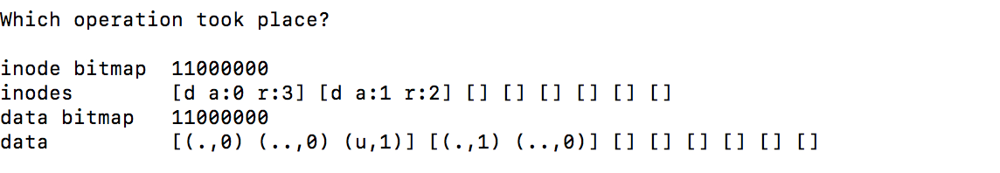 Which operation took place?
inode bitmap  11000000
inodes        [d a:0 r:3] [d a:1 r:2] [] [] [] [] [] []
data bitmap   11000000
data          [(.,0) (..,0) (u,1)] [(.,1) (..,0)] [] [] [] [] [] []